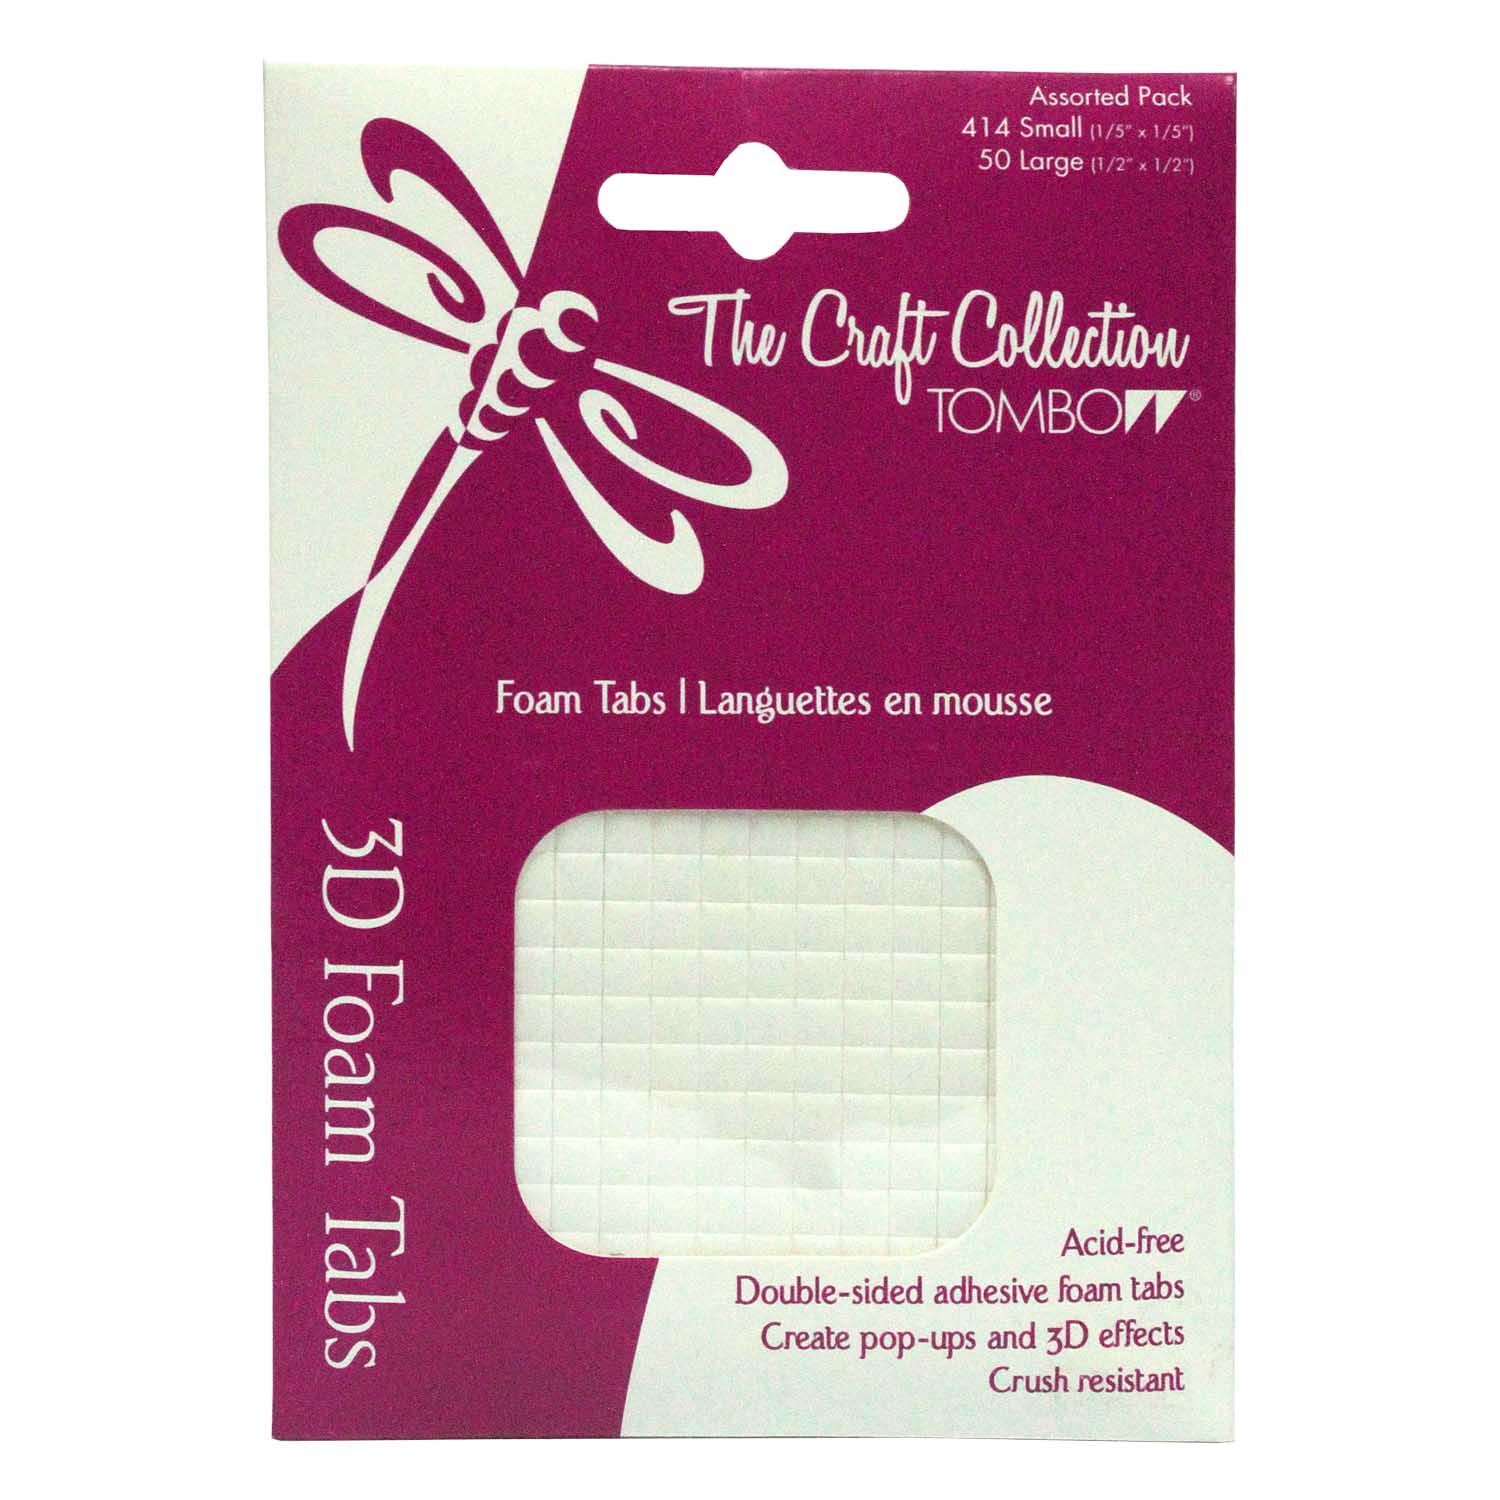 Assorted Pack
414 Small (1/5" x 1/5")
50 Large (1/2" x 1/2")
The Craft Collection
TOMBOW®
Foam Tabs | Languettes en mousse
3D Foam Tabs
Acid-free
Double-sided adhesive foam tabs
Create pop-ups and 3D effects
Crush resistant